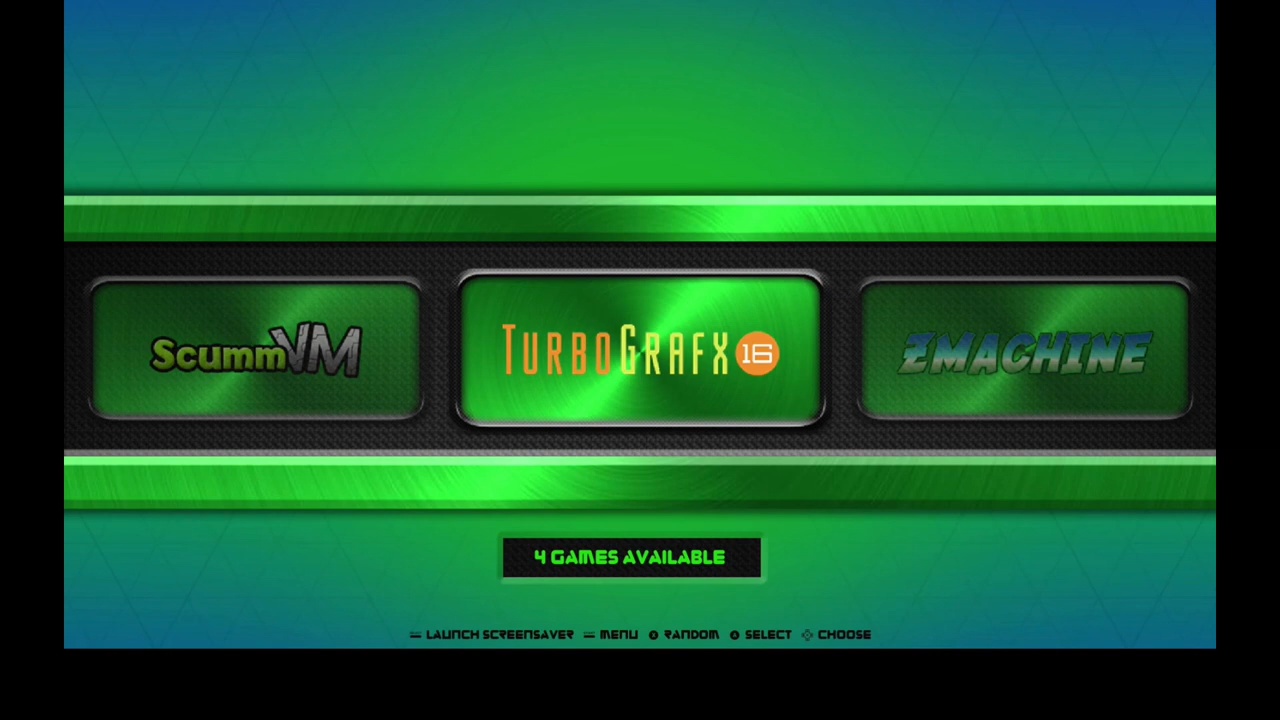 ScummVM
TURBOGRAFX 16
ZMACHINE
4 GAMES AVAILABLE
LAUNCH SCREENSAVER MENU RANDOM SELECT CHOOSE